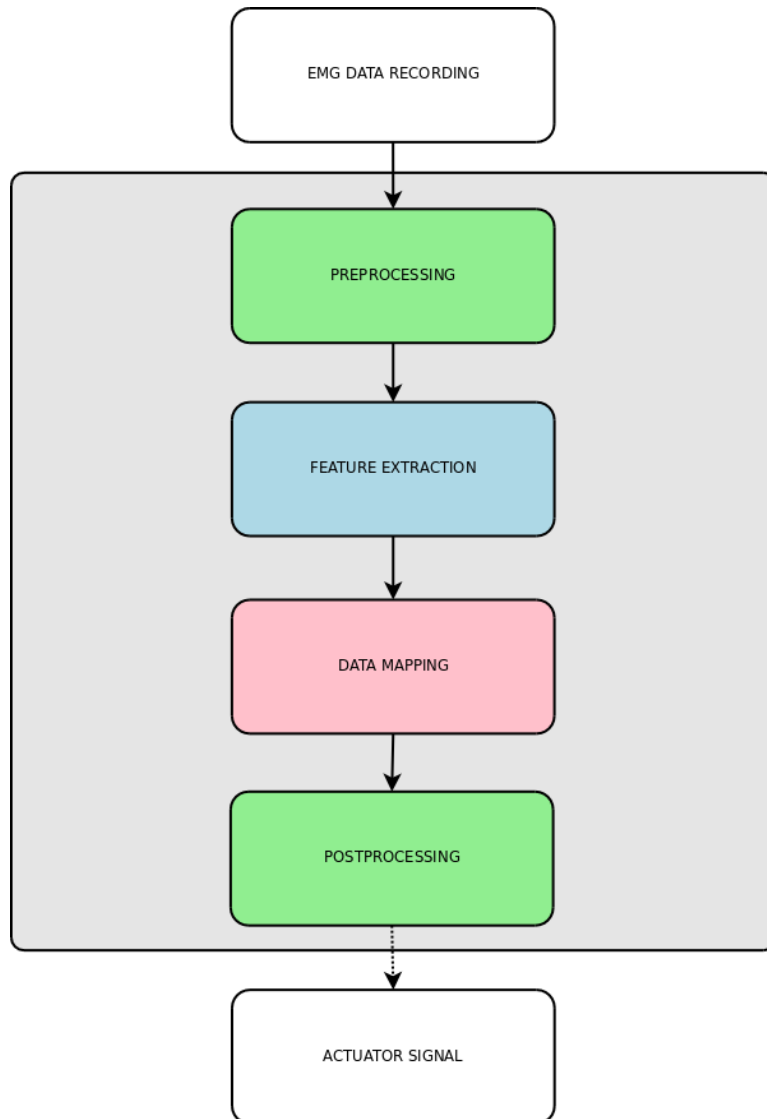 EMG DATA RECORDING
PREPROCESSING
FEATURE EXTRACTION
DATA MAPPING
POSTPROCESSING
ACTUATOR SIGNAL